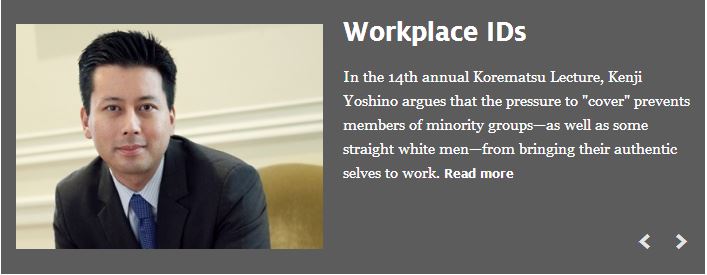 Workplace IDs
In the 14th annual Korematsu Lecture, Kenji
Yoshino argues that the pressure to "cover" prevents
members of minority groups—as well as some
straight white men—from bringing their authentic
selves to work. Read more